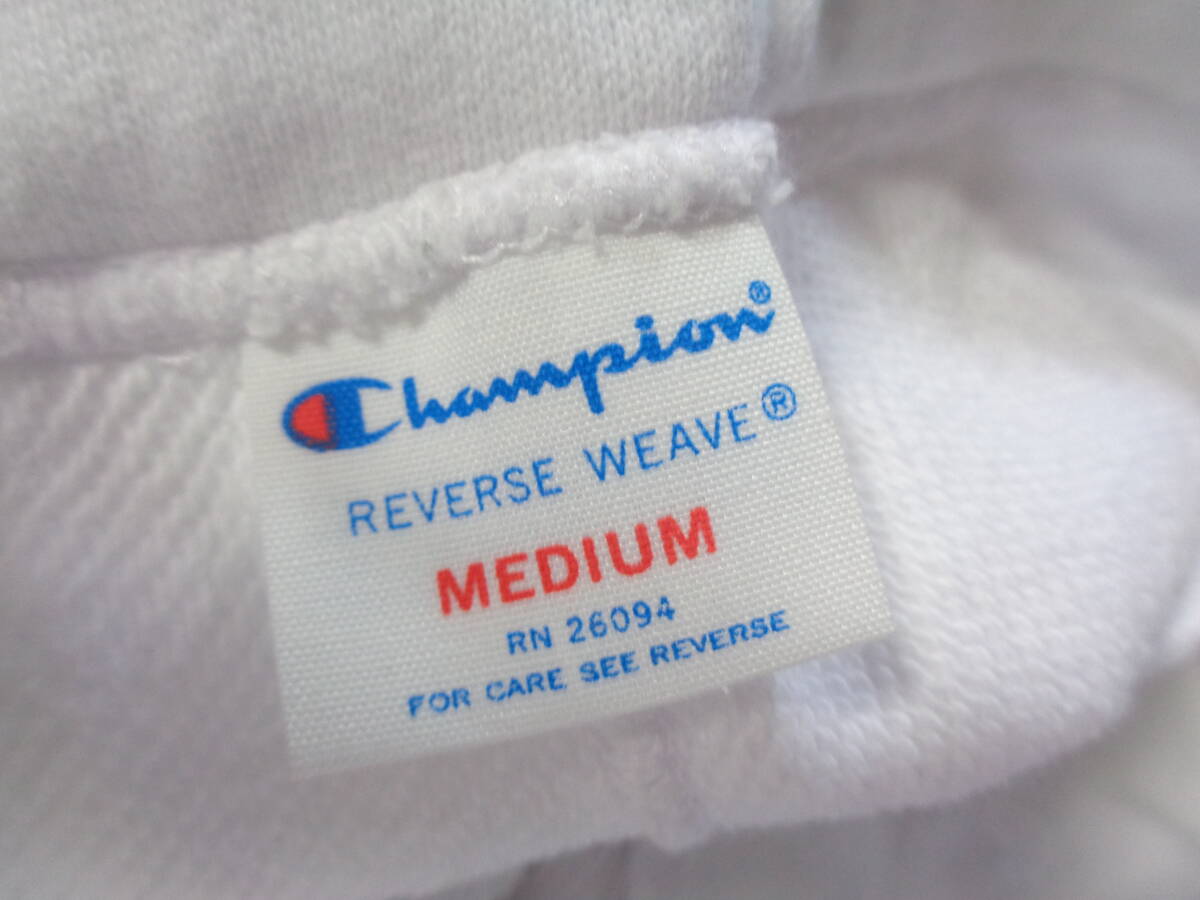 Champion®
REVERSE WEAVE®
MEDIUM
RN 26094
FOR CARE SEE REVERSE